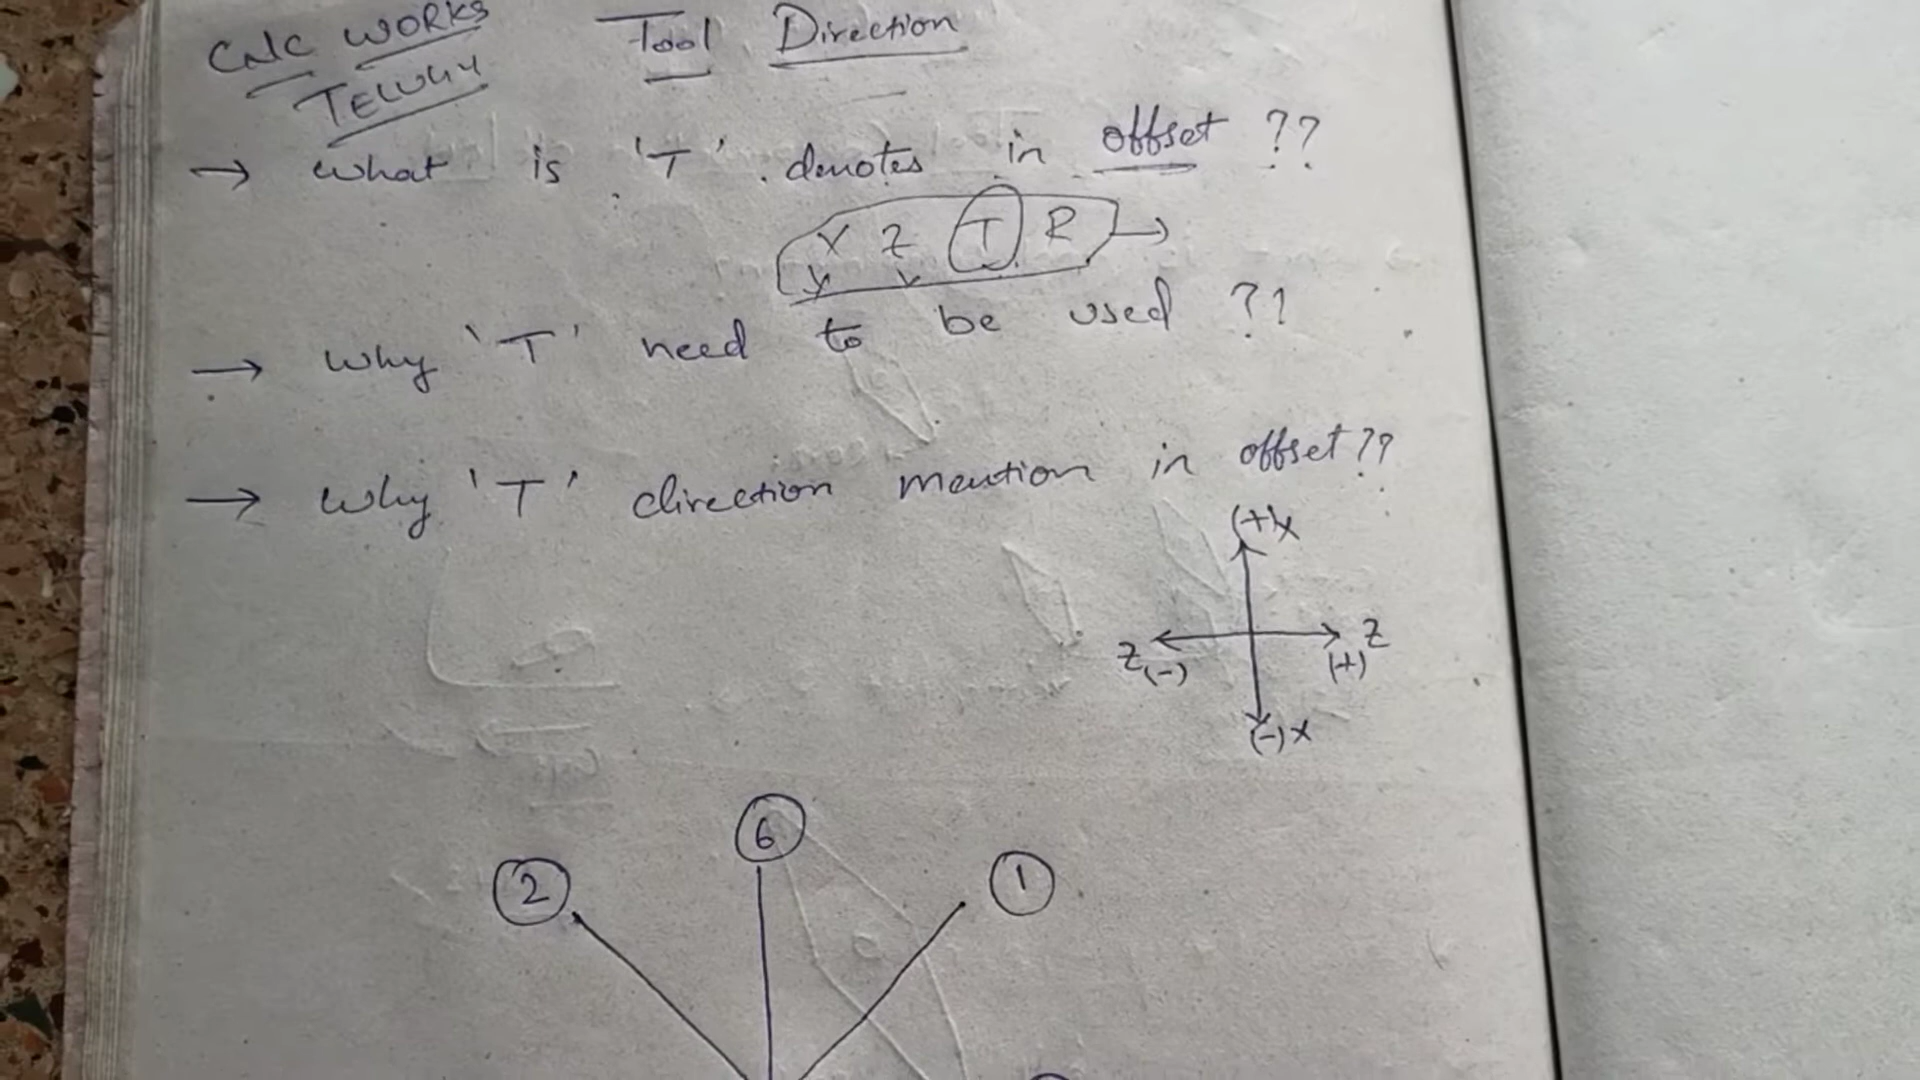 CNC WORKS
TELUGU
Tool Direction
→ What is 'T' denotes in offset ??
X Z T R →
→ Why 'T' need to be used ??
→ Why 'T' direction mention in offset ??
(+)X
Z(-)
(+) Z
(-)X
6
2
1